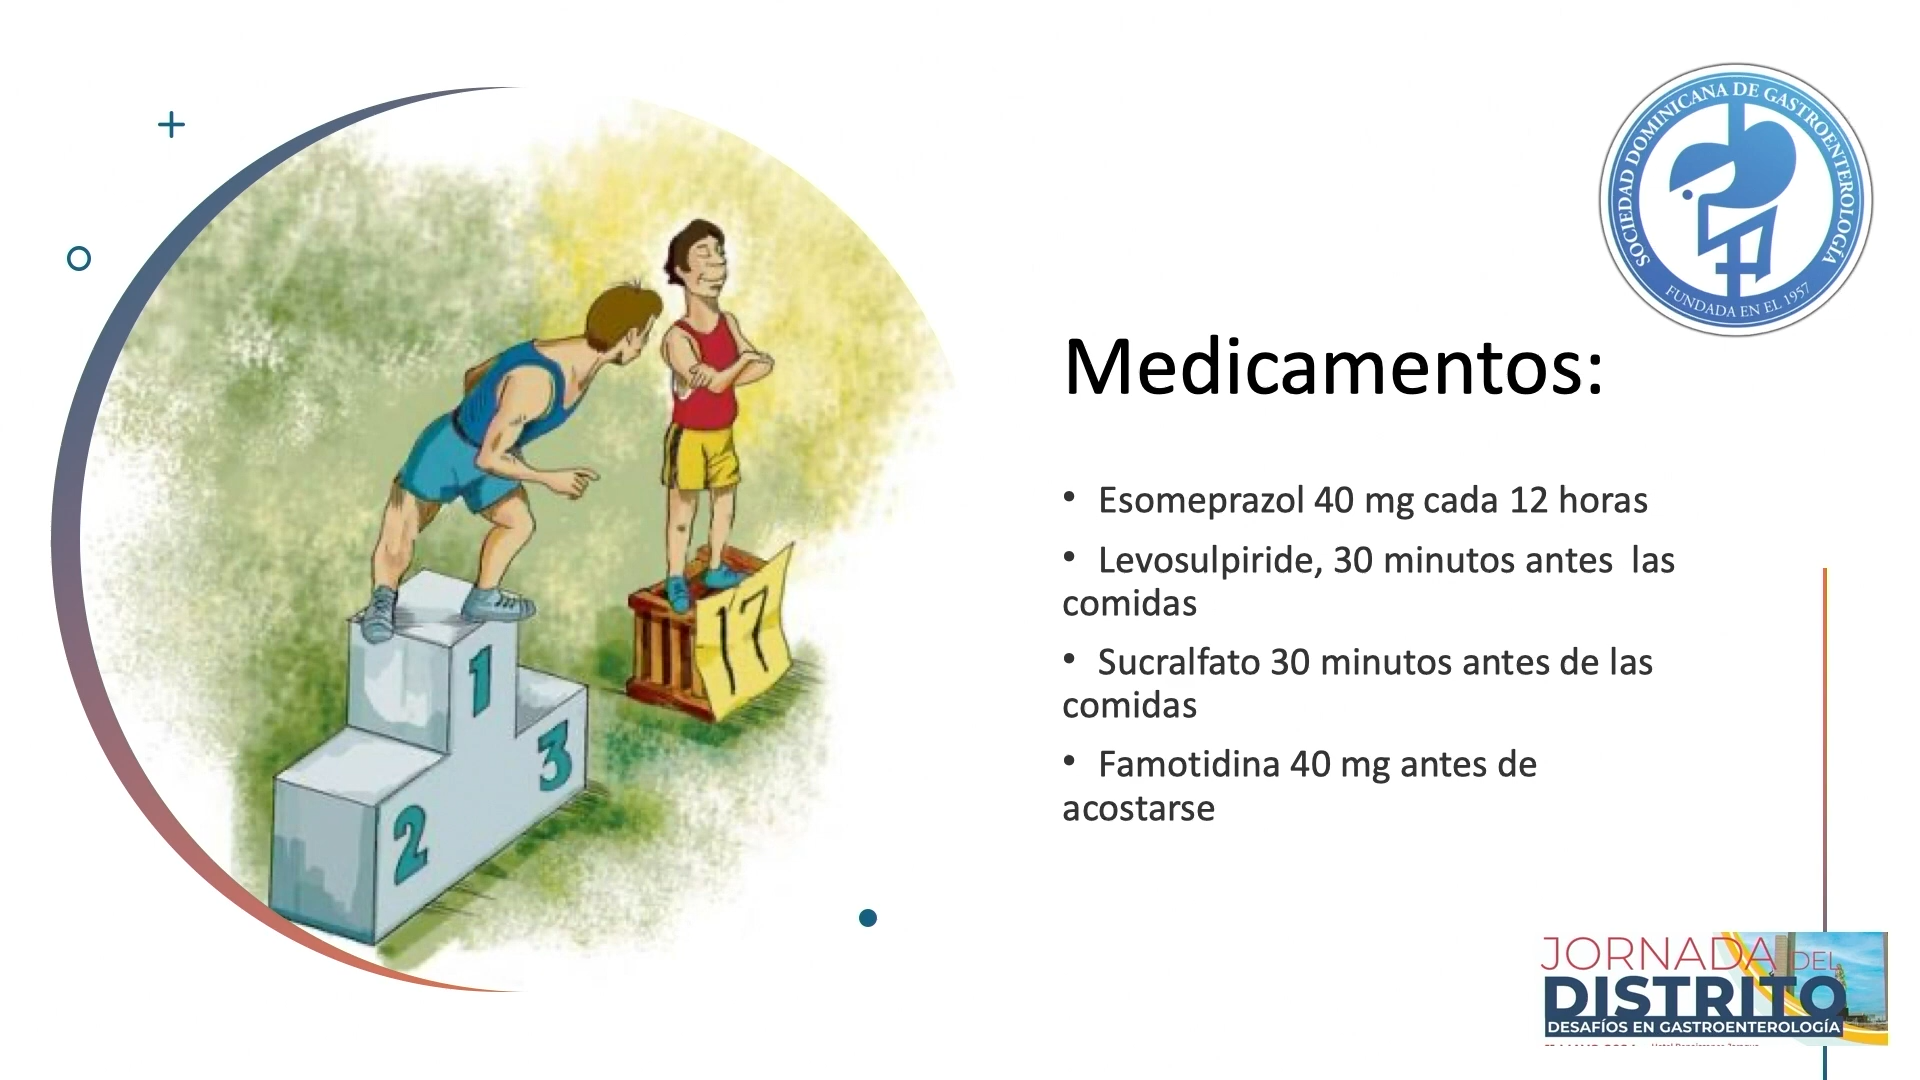 SOCIEDAD DOMINICANA DE GASTROENTEROLOGÍA
FUNDADA EN EL 1957
Medicamentos:
• Esomeprazol 40 mg cada 12 horas
• Levosulpiride, 30 minutos antes  las
comidas
• Sucralfato 30 minutos antes de las
comidas
• Famotidina 40 mg antes de
acostarse
1
2
3
17
JORNADA DEL
DISTRITO
DESAFÍOS EN GASTROENTEROLOGÍA